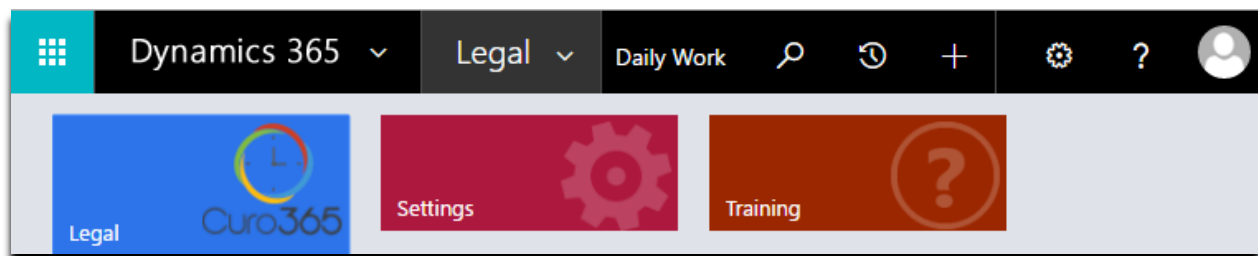 Dynamics 365 Legal Daily Work ?
L
Curo365 Settings ? Training
Legal